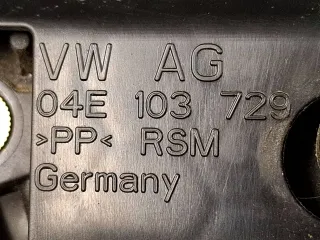 VW AG
04E 103 729
>PP< RSM
Germany